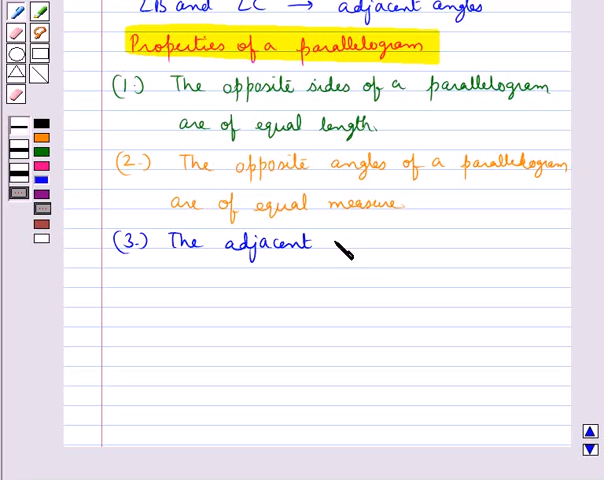 ∠B and ∠C → adjacent angles
Properties of a parallelogram
(1.) The opposite sides of a parallelogram
are of equal length.
(2.) The opposite angles of a parallelogram
are of equal measure.
(3.) The adjacent